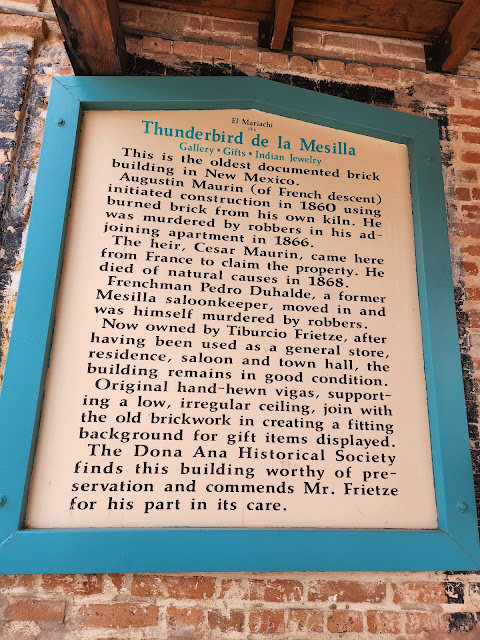 El Mariachi
dba
Thunderbird de la Mesilla
Gallery • Gifts • Indian Jewelry
This is the oldest documented brick
building in New Mexico.
Augustin Maurin (of French descent)
initiated construction in 1860 using
burned brick from his own kiln. He
was murdered by robbers in his ad-
joining apartment in 1866.
The heir, Cesar Maurin, came here
from France to claim the property. He
died of natural causes in 1868.
Frenchman Pedro Duhalde, a former
Mesilla saloonkeeper, moved in and
was himself murdered by robbers.
Now owned by Tiburcio Frietze, after
having been used as a general store,
residence, saloon and town hall, the
building remains in good condition.
Original hand-hewn vigas, support-
ing a low, irregular ceiling, join with
the old brickwork in creating a fitting
background for gift items displayed.
The Dona Ana Historical Society
finds this building worthy of pre-
servation and commends Mr. Frietze
for his part in its care.